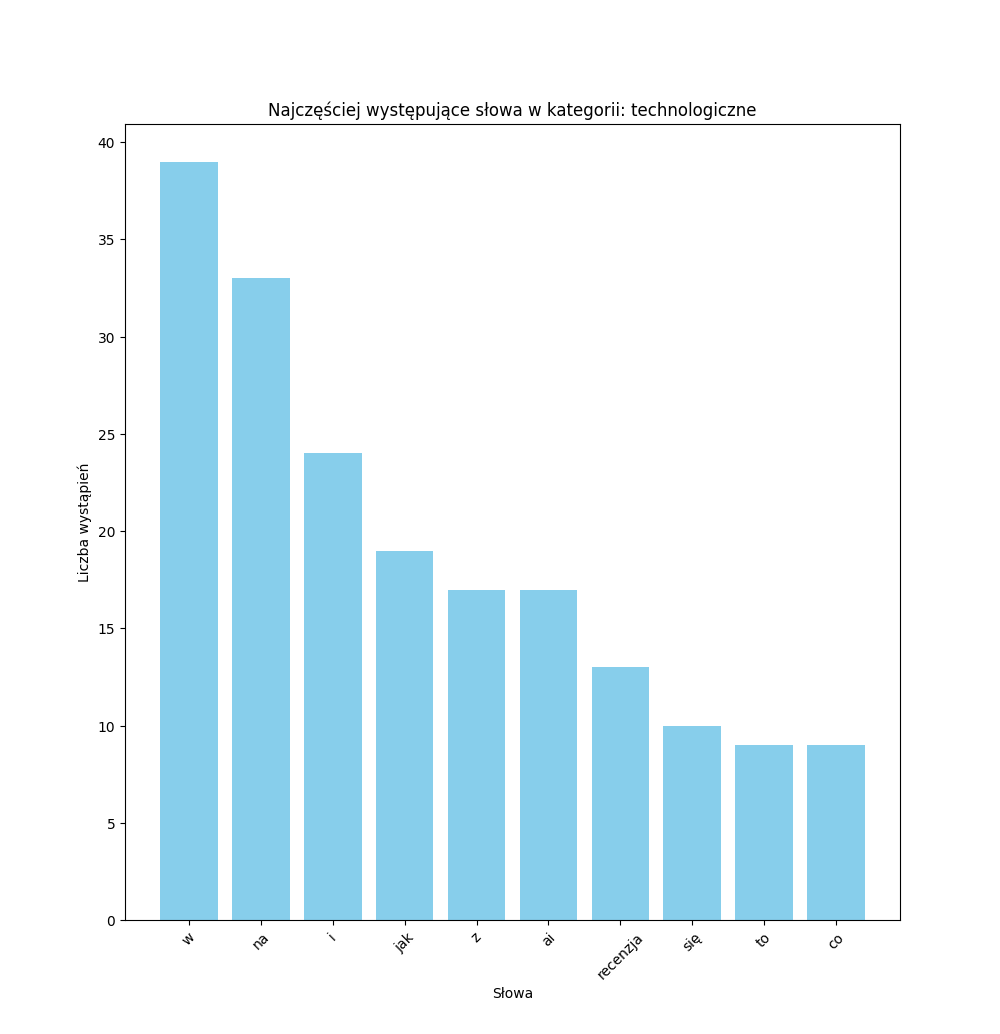 Najczęściej występujące słowa w kategorii: technologiczne
40
35
30
25
20
15
10
5
0
Liczba wystąpień
w
na
i
jak
z
ai
recenzja
się
to
co
Słowa